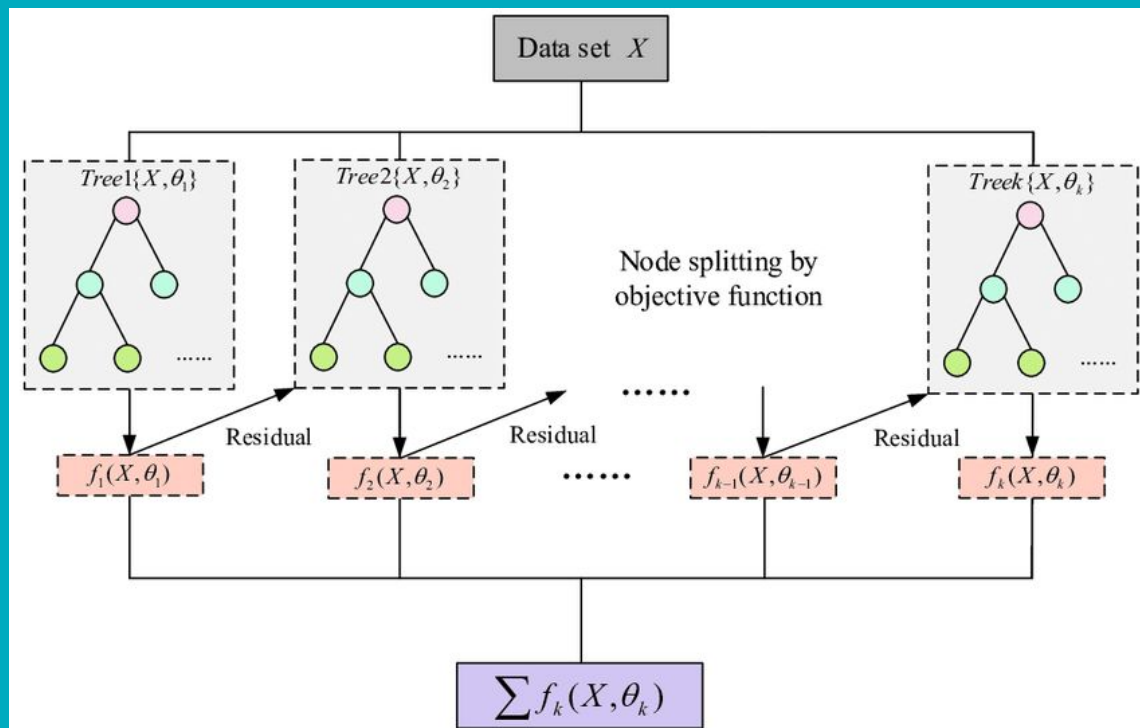 Data set X
Tree1{X,θ₁}
Tree2{X,θ₂}
Treek{X,θₖ}
Node splitting by
objective function
......
......
......
......
Residual
Residual
Residual
f₁(X,θ₁)
f₂(X,θ₂)
......
fₖ₋₁(X,θₖ₋₁)
fₖ(X,θₖ)
∑ fₖ(X,θₖ)